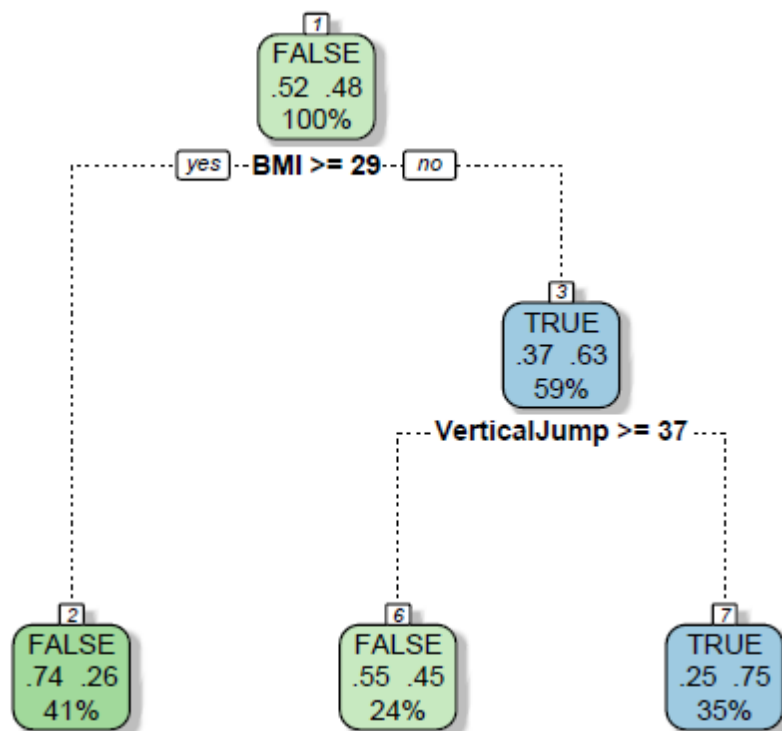 1
FALSE
.52 .48
100%
yes BMI >= 29 no
3
TRUE
.37 .63
59%
VerticalJump >= 37
2
FALSE
.74 .26
41%
6
FALSE
.55 .45
24%
7
TRUE
.25 .75
35%